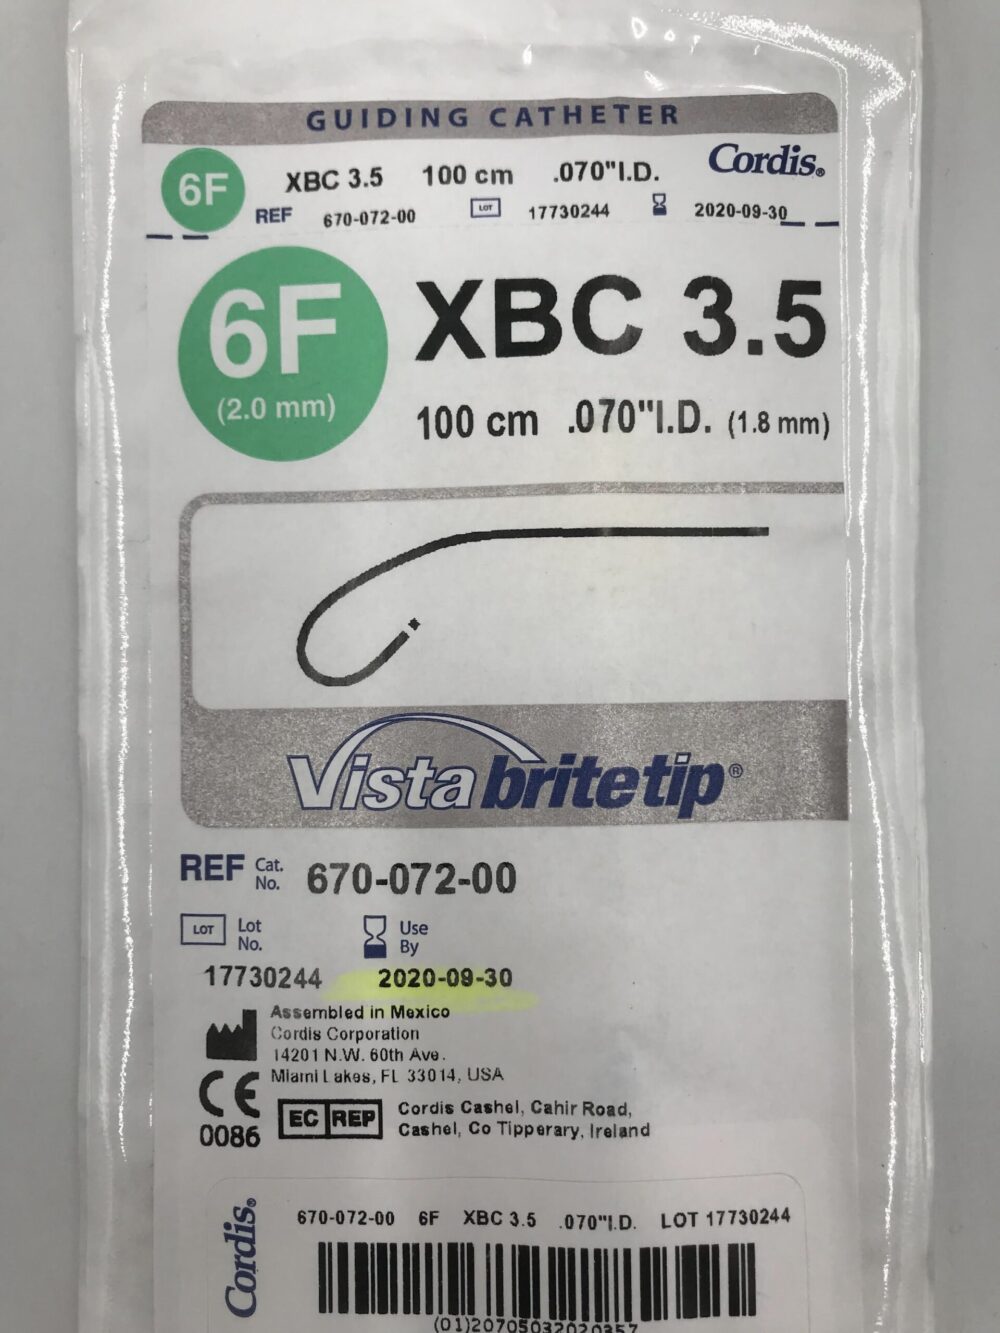 GUIDING CATHETER
6F XBC 3.5 100 cm .070"I.D. Cordis®
REF 670-072-00 LOT 17730244 2020-09-30
6F
(2.0 mm)
XBC 3.5
100 cm .070"I.D. (1.8 mm)
Vista brite tip®
REF Cat. No. 670-072-00
LOT Lot No. Use By
17730244 2020-09-30
Assembled in Mexico
Cordis Corporation
14201 N.W. 60th Ave.
Miami Lakes, FL 33014, USA
CE
0086
EC REP Cordis Cashel, Cahir Road,
Cashel, Co Tipperary, Ireland
Cordis®
670-072-00 6F XBC 3.5 .070"I.D. LOT 17730244
(01)20705032020357